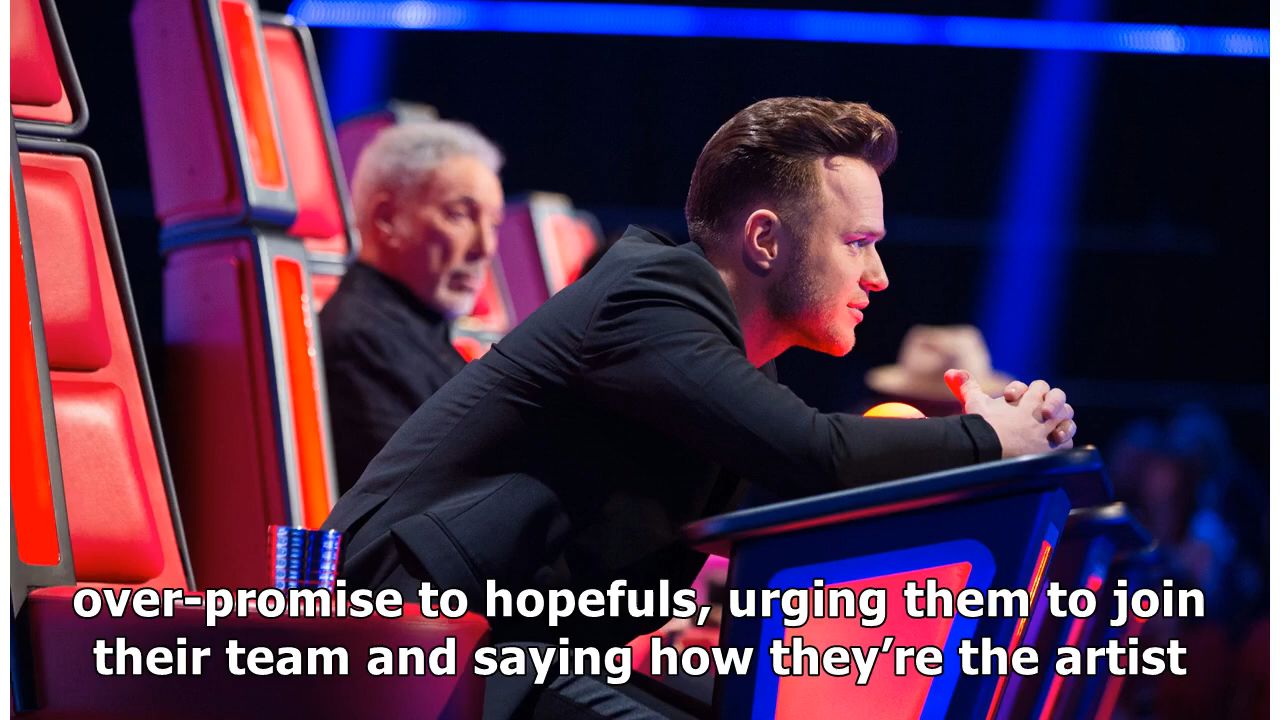 over-promise to hopefuls, urging them to join
their team and saying how they’re the artist